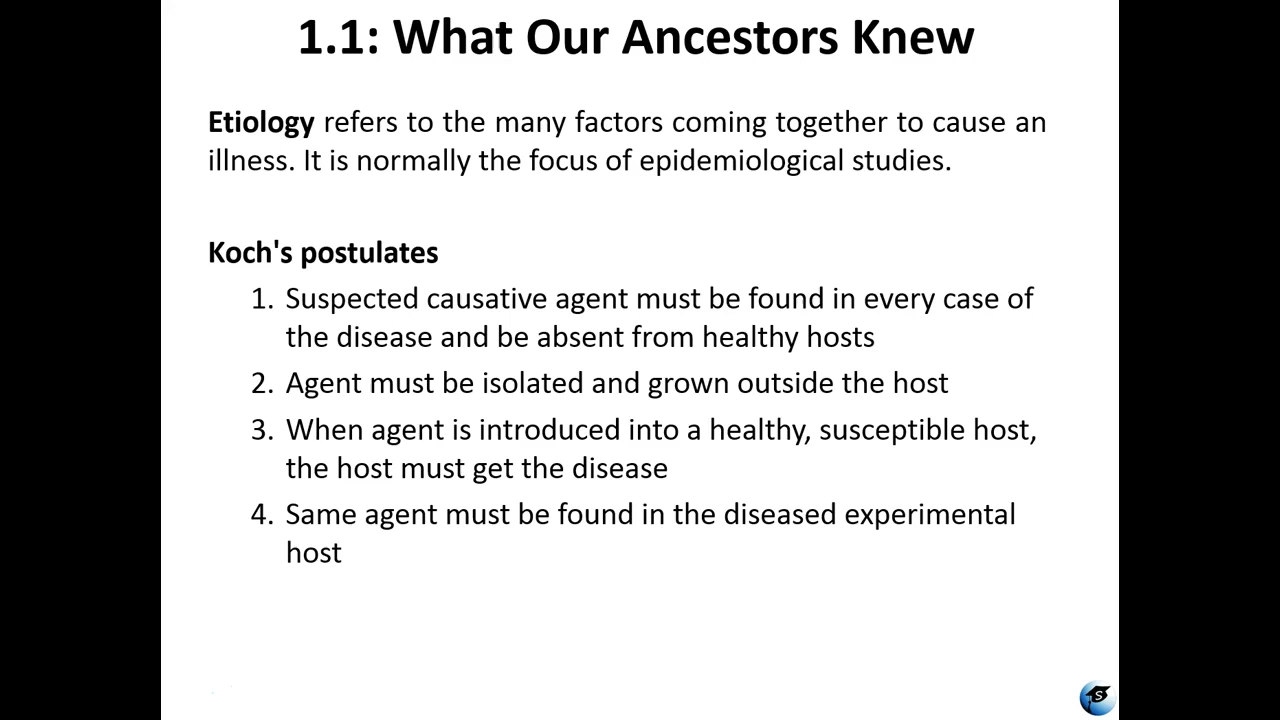 1.1: What Our Ancestors Knew
Etiology refers to the many factors coming together to cause an
illness. It is normally the focus of epidemiological studies.
Koch's postulates
1. Suspected causative agent must be found in every case of
the disease and be absent from healthy hosts
2. Agent must be isolated and grown outside the host
3. When agent is introduced into a healthy, susceptible host,
the host must get the disease
4. Same agent must be found in the diseased experimental
host
S